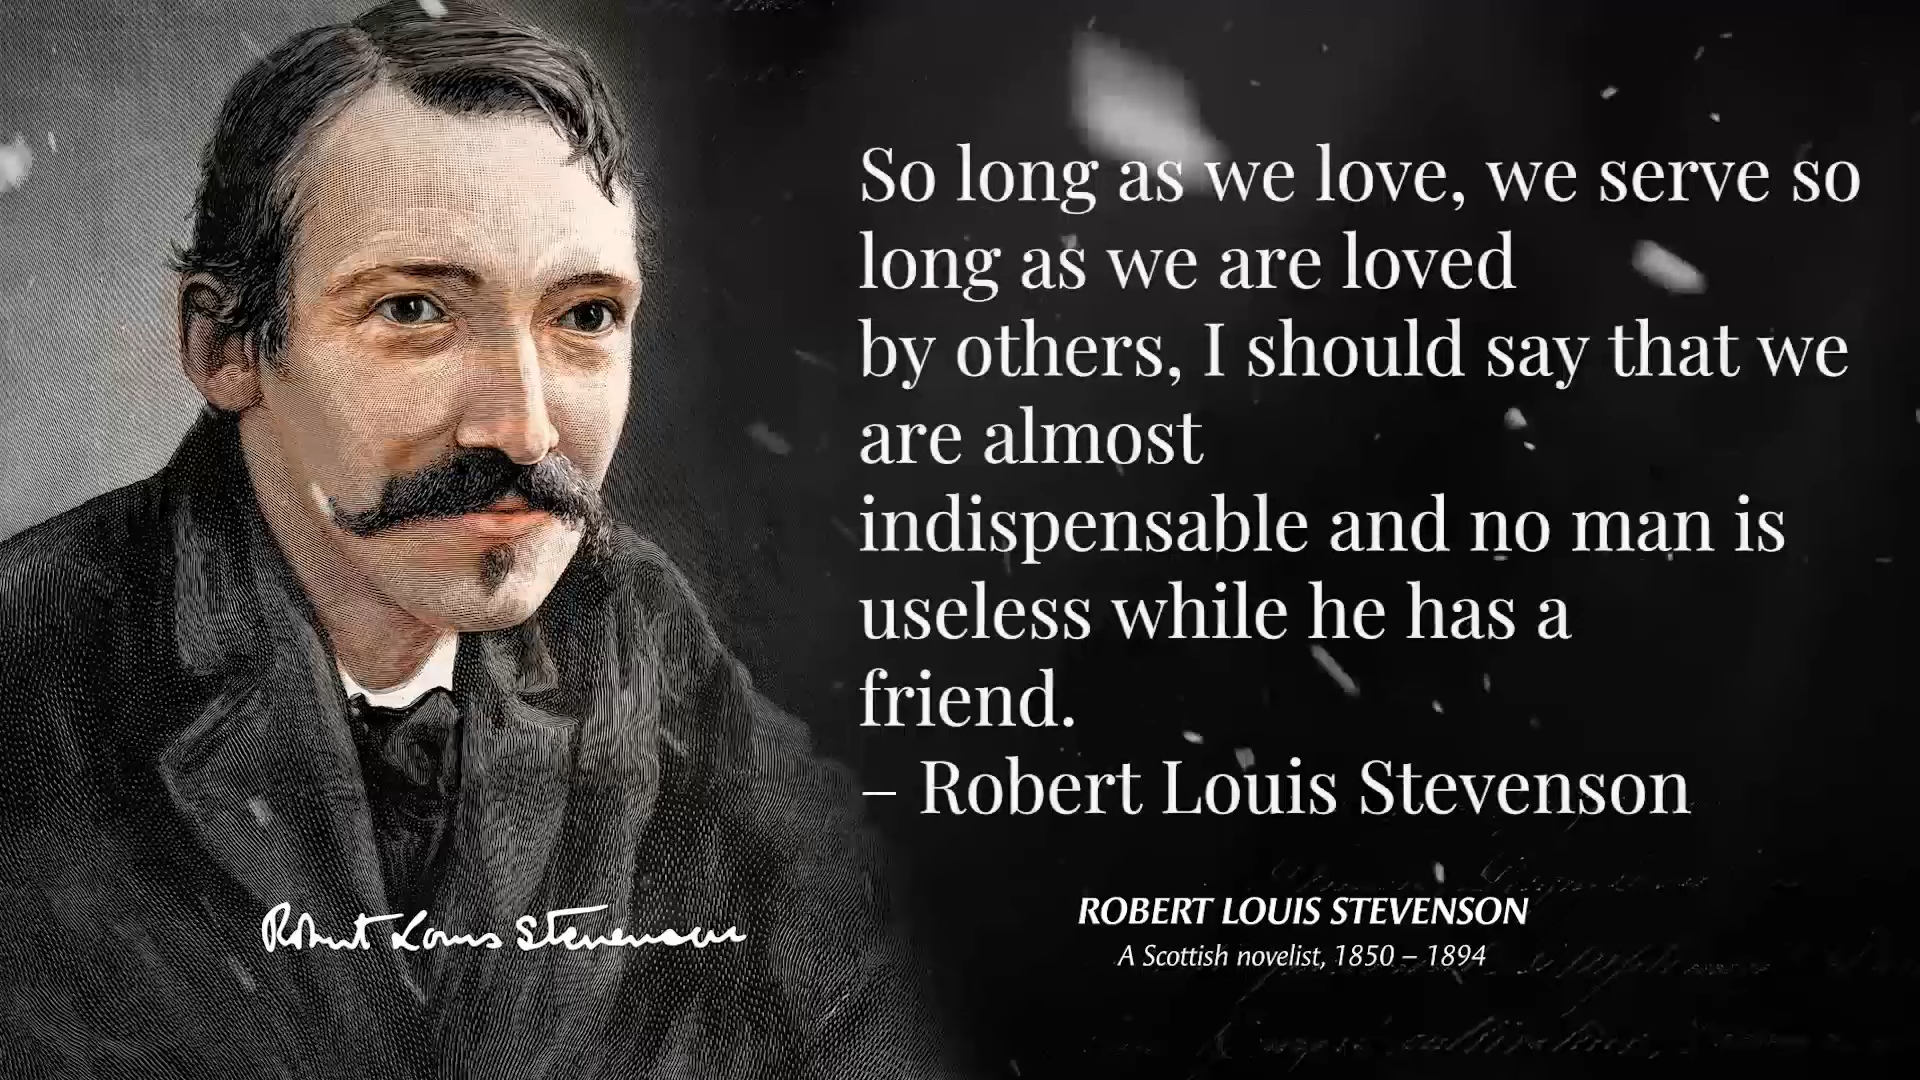 So long as we love, we serve so
long as we are loved
by others, I should say that we
are almost
indispensable and no man is
useless while he has a
friend.
– Robert Louis Stevenson
Robert Louis Stevenson
ROBERT LOUIS STEVENSON
A Scottish novelist, 1850 – 1894